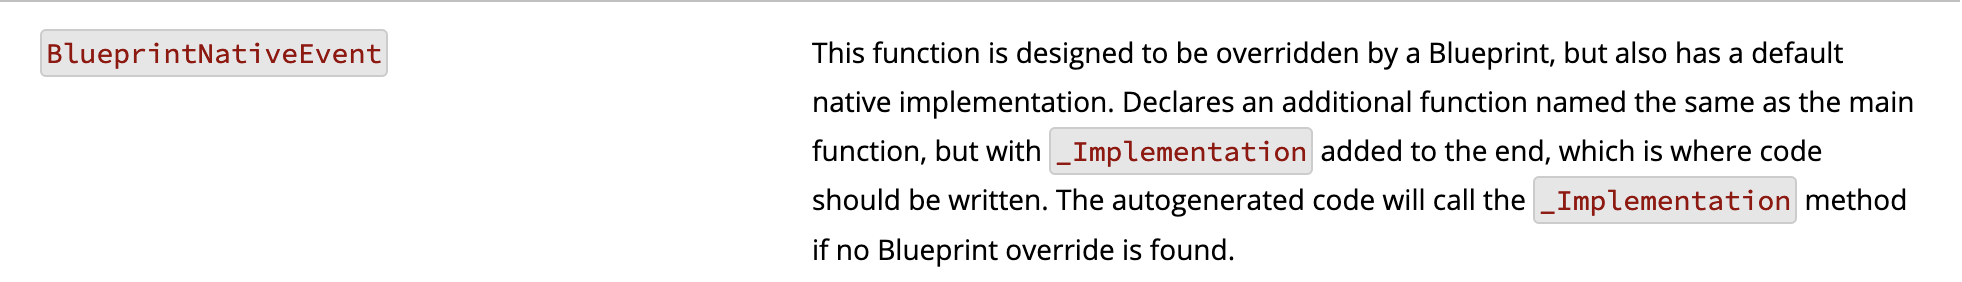 BlueprintNativeEvent
This function is designed to be overridden by a Blueprint, but also has a default
native implementation. Declares an additional function named the same as the main
function, but with _Implementation added to the end, which is where code
should be written. The autogenerated code will call the _Implementation method
if no Blueprint override is found.